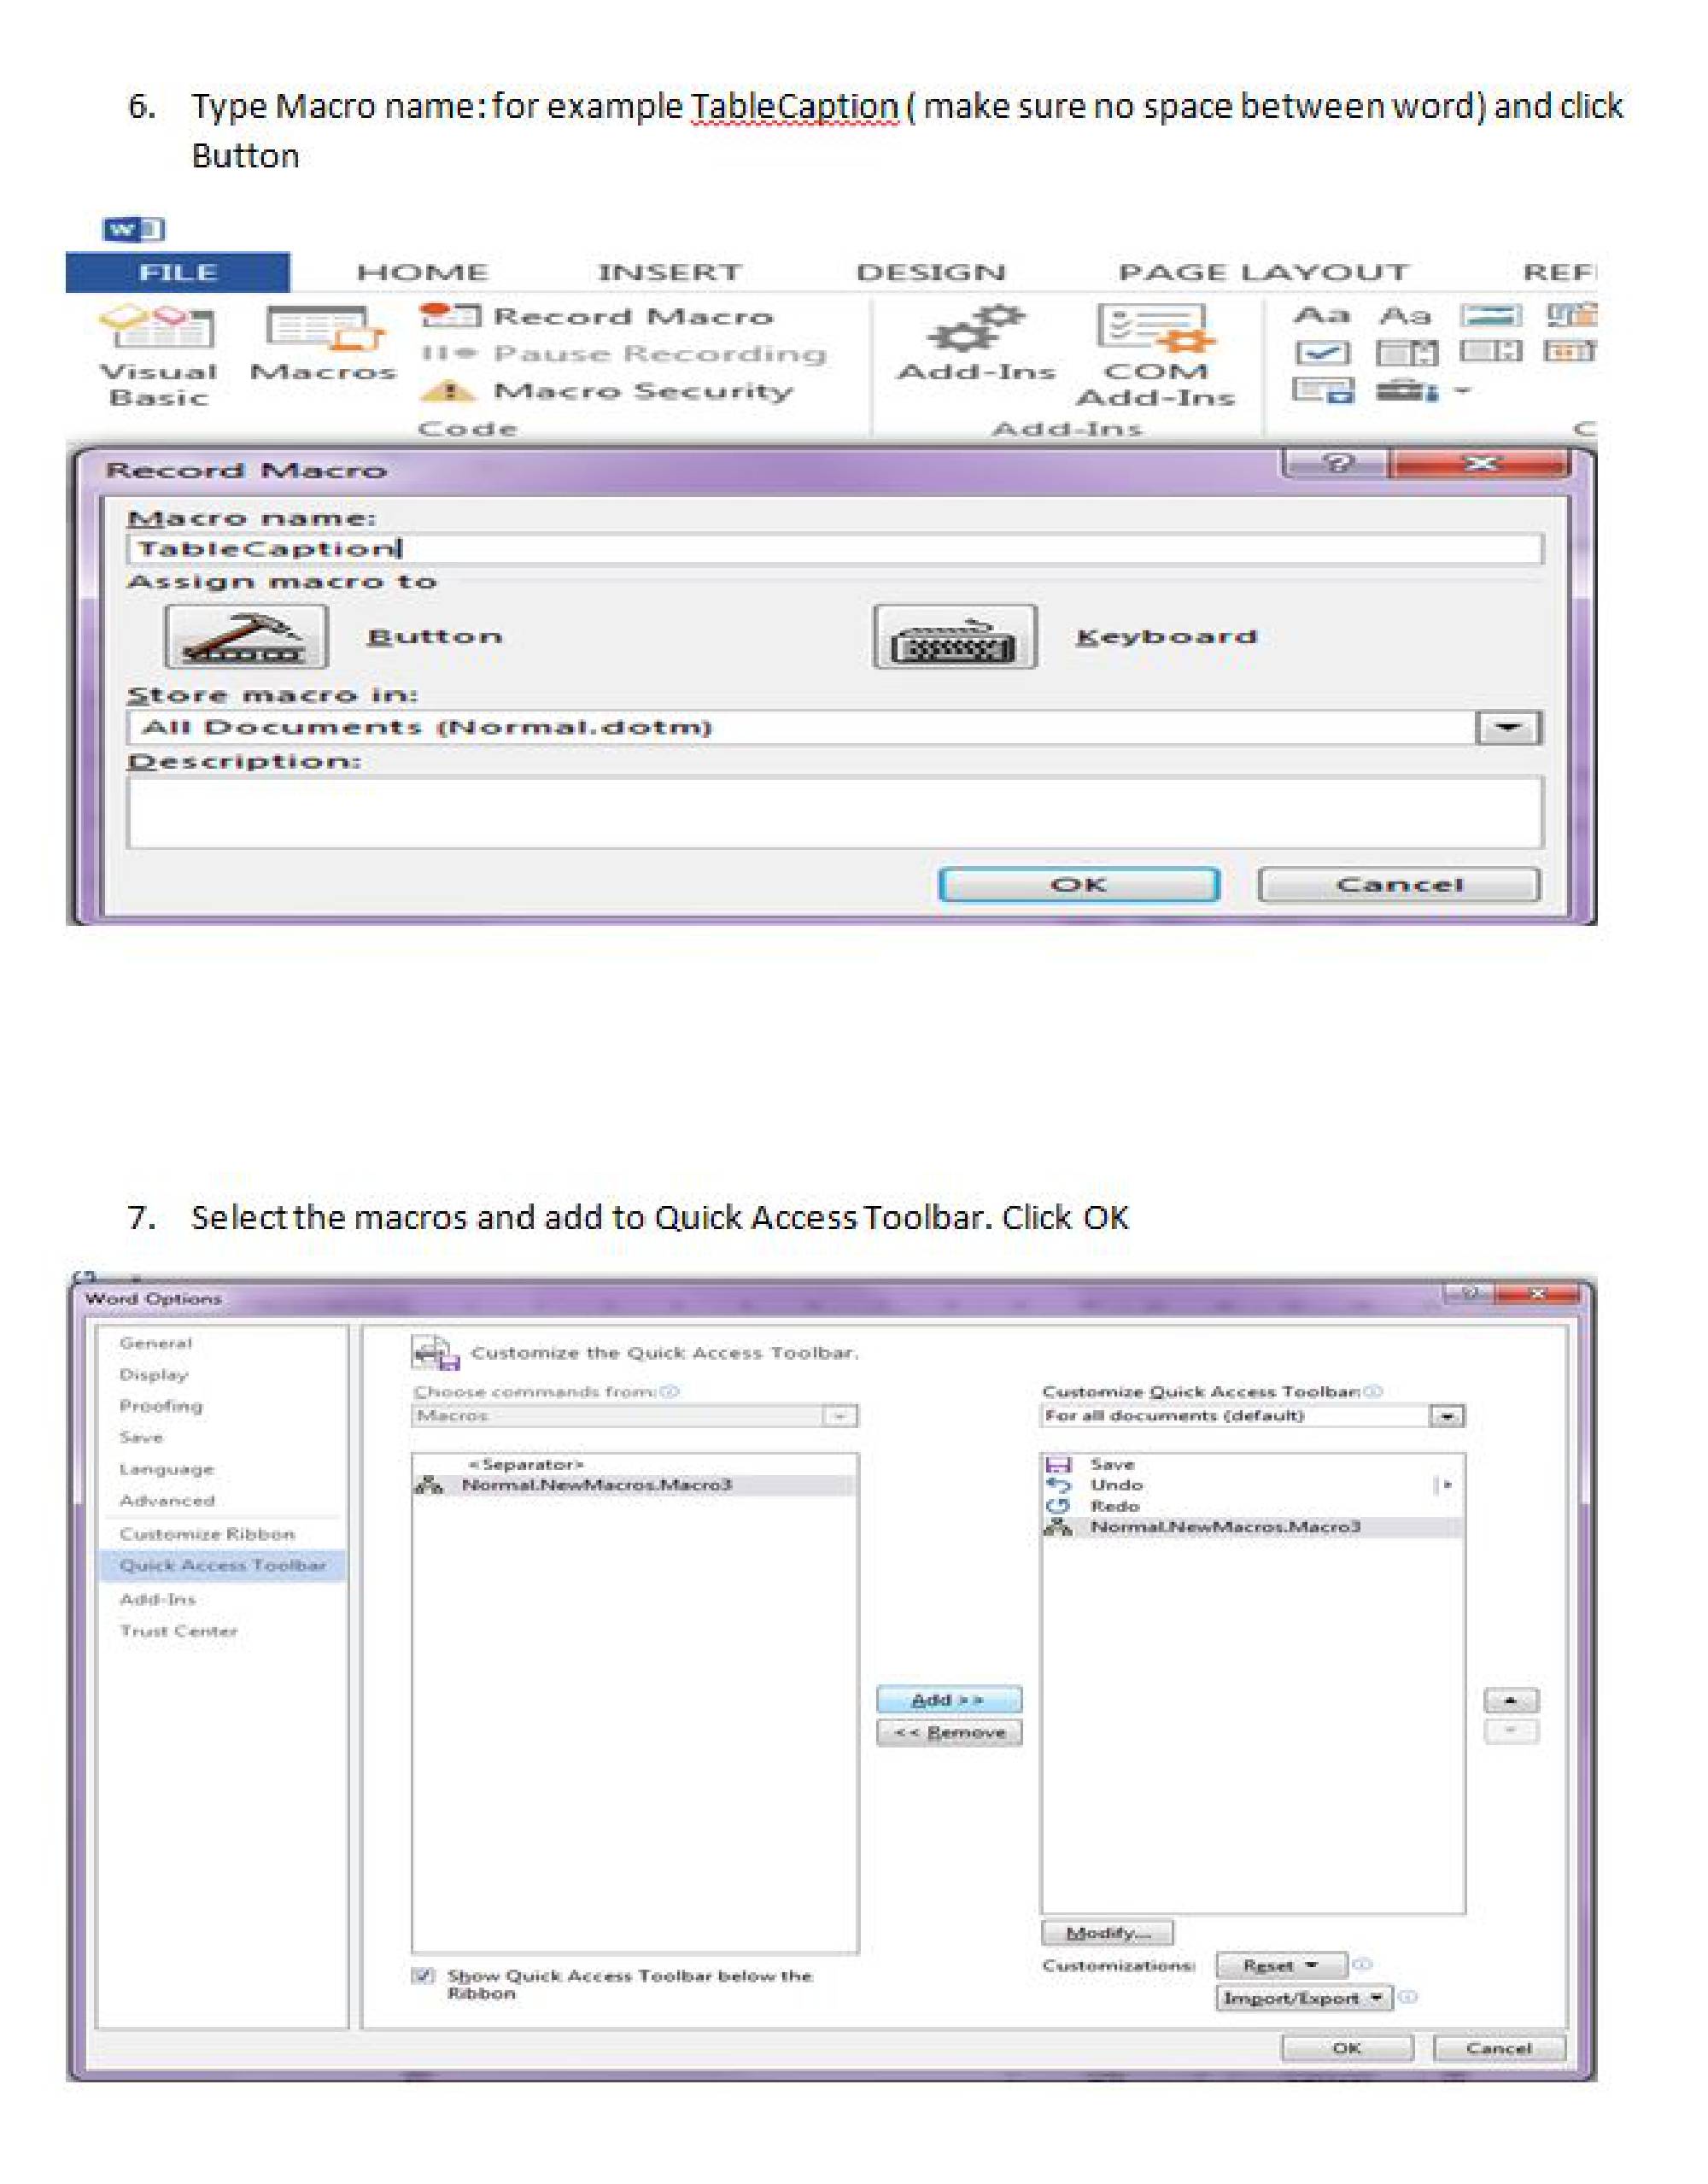 6. Type Macro name: for example TableCaption ( make sure no space between word) and click
Button
W
FILE HOME INSERT DESIGN PAGE LAYOUT REF
Visual Basic
Macros
Record Macro
Pause Recording
Macro Security
Code
Add-Ins
COM Add-Ins
Add-Ins
Aa Aa
C
Record Macro
?
Macro name:
TableCaption
Assign macro to
Button Keyboard
Store macro in:
All Documents (Normal.dotm)
Description:
OK Cancel
7. Select the macros and add to Quick Access Toolbar. Click OK
Word Options
?
General
Display
Proofing
Save
Language
Advanced
Customize Ribbon
Quick Access Toolbar
Add-Ins
Trust Center
Customize the Quick Access Toolbar.
Choose commands from:
Macros
<Separator>
Normal.NewMacros.Macro3
Show Quick Access Toolbar below the
Ribbon
Add >>
<< Remove
Customize Quick Access Toolbar:
For all documents (default)
Save
Undo
Redo
Normal.NewMacros.Macro3
Modify...
Customizations: Reset
Import/Export
OK Cancel